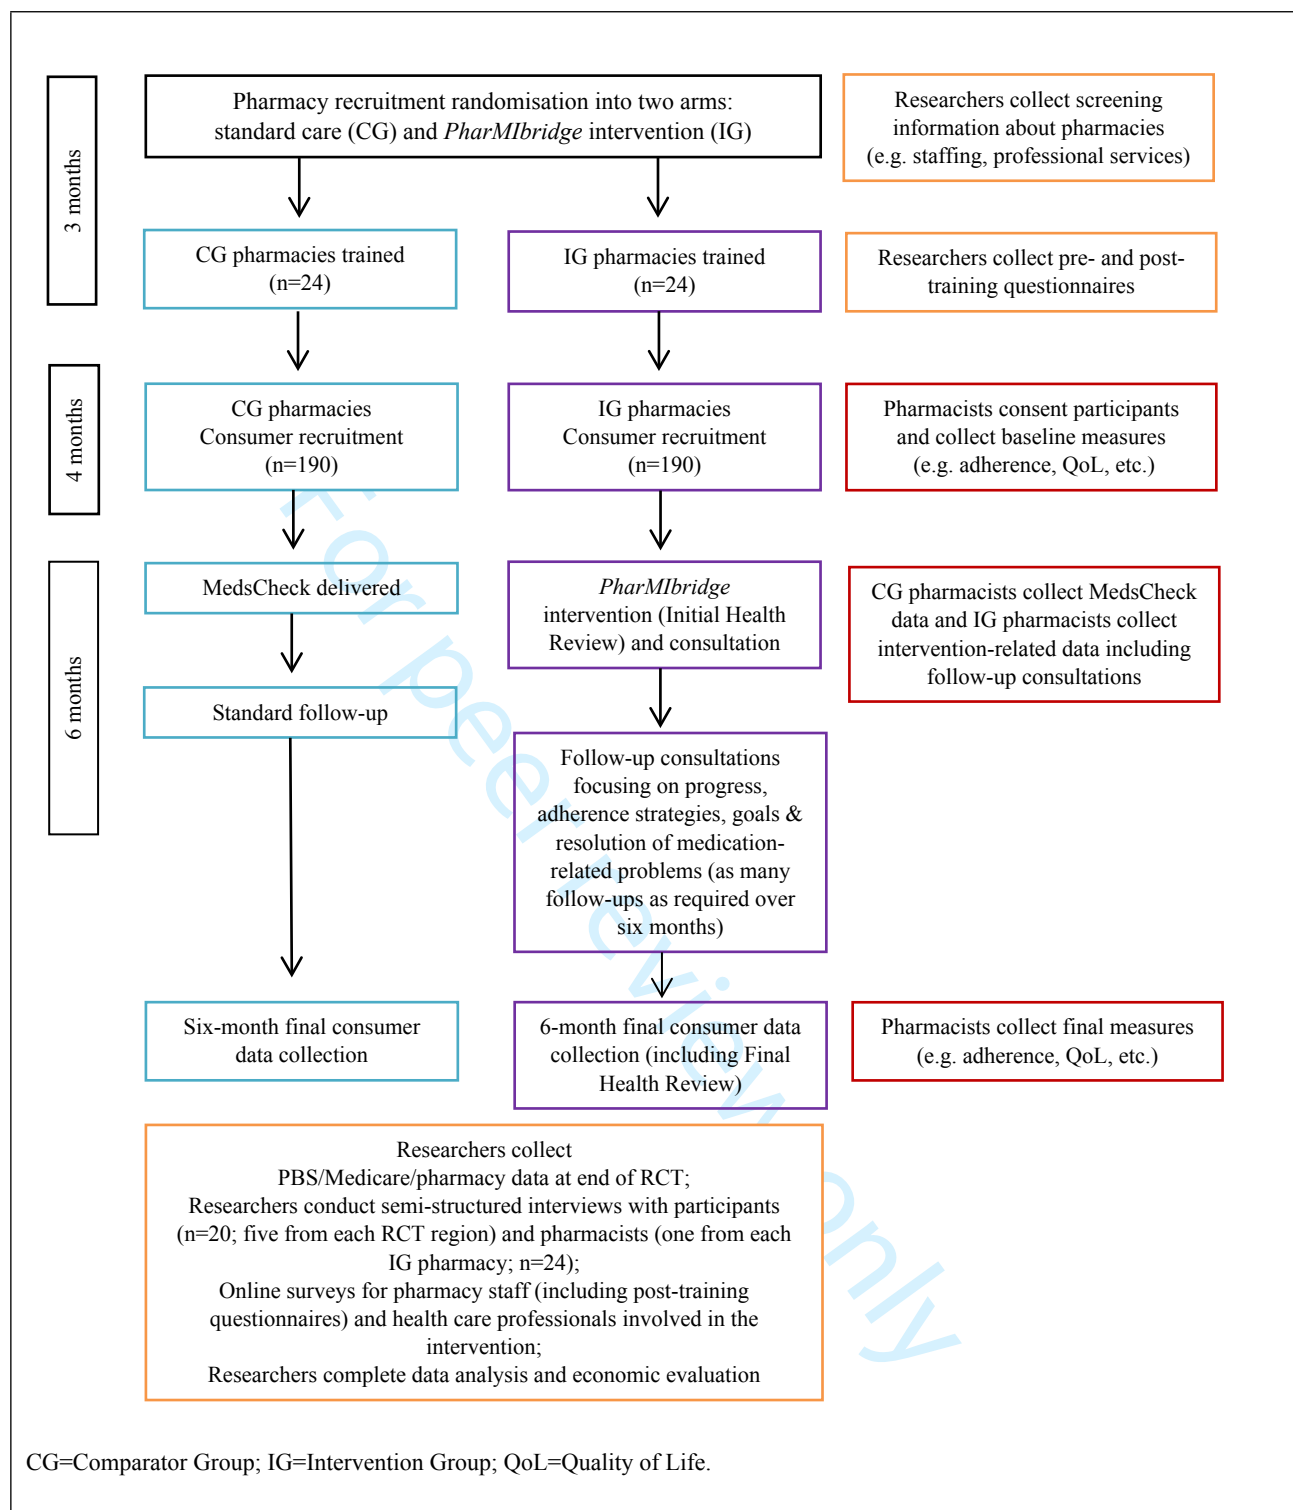 3 months
Pharmacy recruitment randomisation into two arms:
standard care (CG) and PharMIbridge intervention (IG)
Researchers collect screening
information about pharmacies
(e.g. staffing, professional services)
CG pharmacies trained
(n=24)
IG pharmacies trained
(n=24)
Researchers collect pre- and post-
training questionnaires
4 months
CG pharmacies
Consumer recruitment
(n=190)
IG pharmacies
Consumer recruitment
(n=190)
Pharmacists consent participants
and collect baseline measures
(e.g. adherence, QoL, etc.)
6 months
MedsCheck delivered
PharMIbridge
intervention (Initial Health
Review) and consultation
CG pharmacists collect MedsCheck
data and IG pharmacists collect
intervention-related data including
follow-up consultations
Standard follow-up
Follow-up consultations
focusing on progress,
adherence strategies, goals &
resolution of medication-
related problems (as many
follow-ups as required over
six months)
Six-month final consumer
data collection
6-month final consumer data
collection (including Final
Health Review)
Pharmacists collect final measures
(e.g. adherence, QoL, etc.)
Researchers collect
PBS/Medicare/pharmacy data at end of RCT;
Researchers conduct semi-structured interviews with participants
(n=20; five from each RCT region) and pharmacists (one from each
IG pharmacy; n=24);
Online surveys for pharmacy staff (including post-training
questionnaires) and health care professionals involved in the
intervention;
Researchers complete data analysis and economic evaluation
CG=Comparator Group; IG=Intervention Group; QoL=Quality of Life.
For peer review only